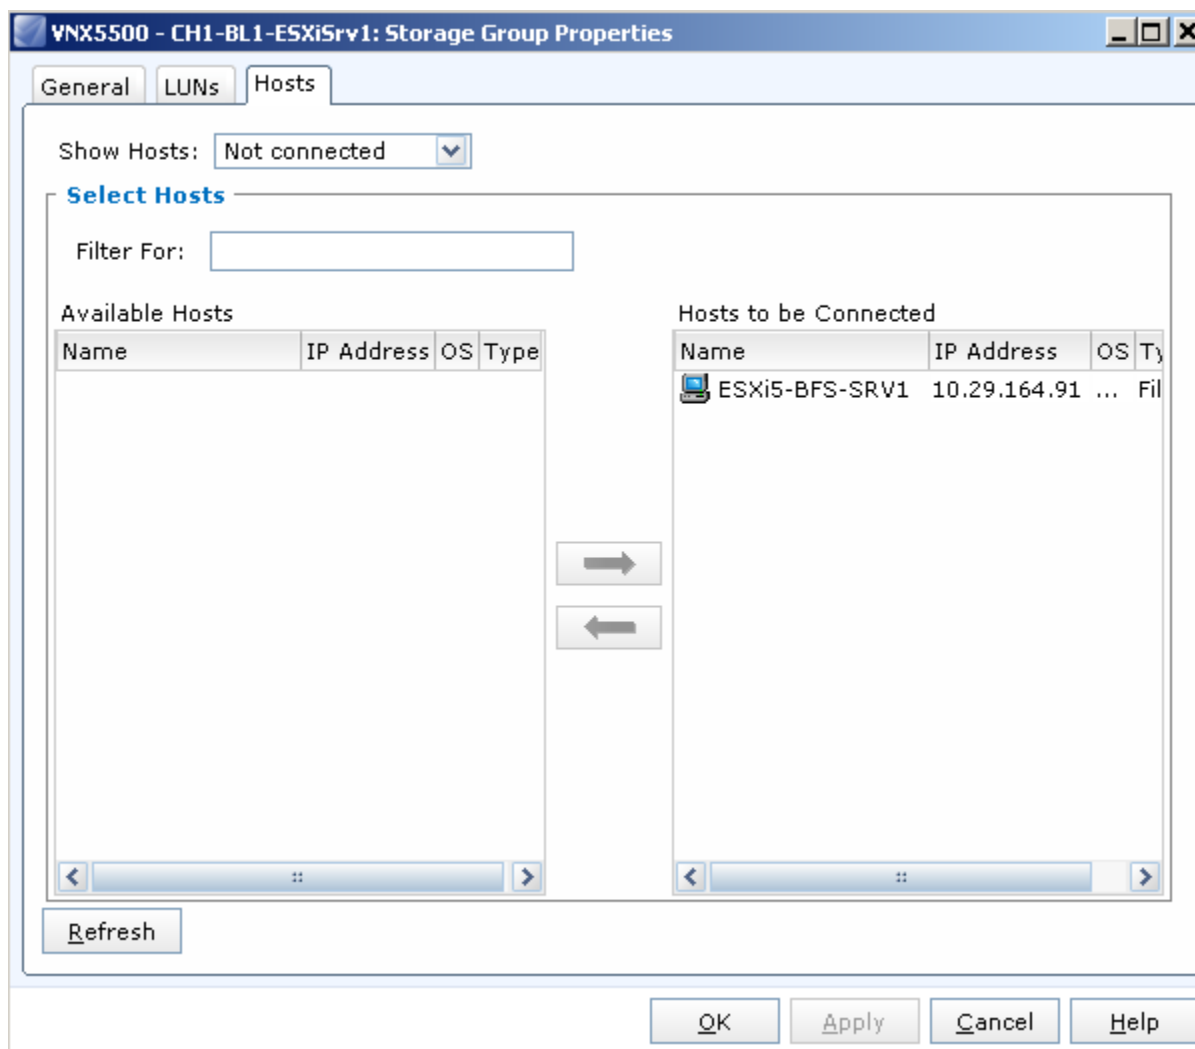 VNX5500 - CH1-BL1-ESXiSrv1: Storage Group Properties
General LUNs Hosts
Show Hosts: Not connected
Select Hosts
Filter For:
Available Hosts Hosts to be Connected
Name IP Address OS Type Name IP Address OS Ty
ESXi5-BFS-SRV1 10.29.164.91 ... Fil
Refresh
OK Apply Cancel Help